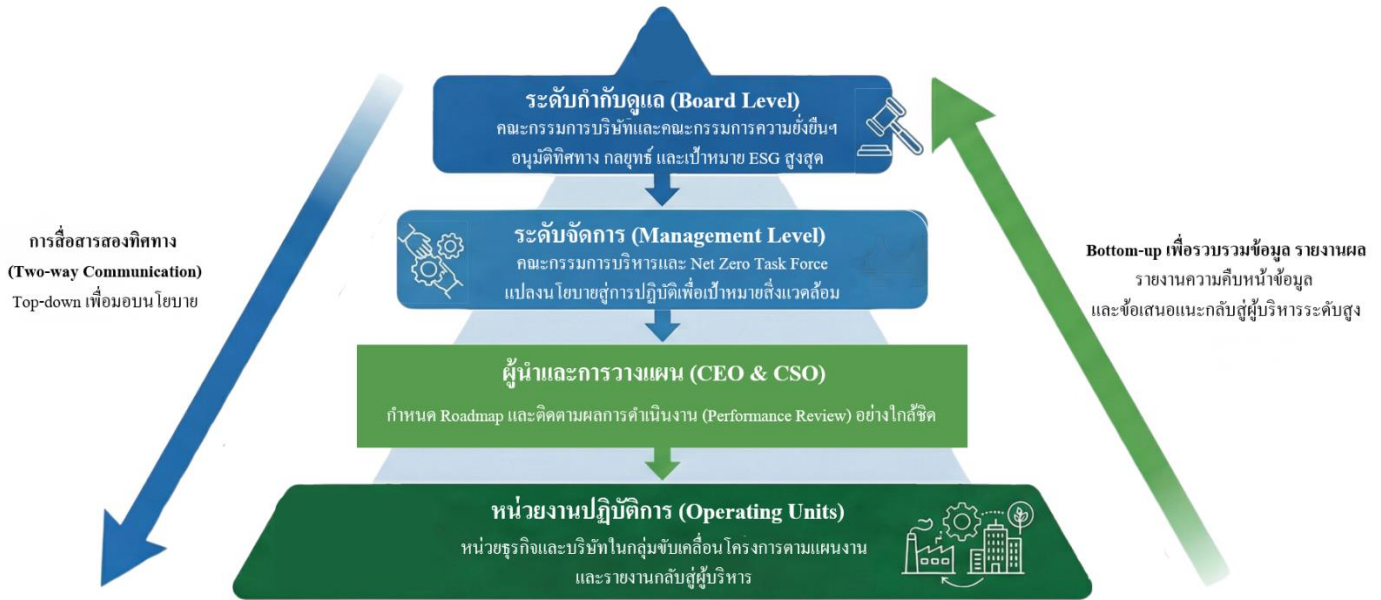 ระดับกำกับดูแล (Board Level)
คณะกรรมการบริษัทและคณะกรรมการความยั่งยืนฯ
อนุมัติทิศทาง กลยุทธ์ และเป้าหมาย ESG สูงสุด
ระดับจัดการ (Management Level)
คณะกรรมการบริหารและ Net Zero Task Force
แปลงนโยบายสู่การปฏิบัติเพื่อเป้าหมายสิ่งแวดล้อม
การสื่อสารสองทิศทาง
(Two-way Communication)
Top-down เพื่อมอบนโยบาย
Bottom-up เพื่อรวบรวมข้อมูล รายงานผล
รายงานความคืบหน้าข้อมูล
และข้อเสนอแนะกลับสู่ผู้บริหารระดับสูง
ผู้นำและการวางแผน (CEO & CSO)
กำหนด Roadmap และติดตามผลการดำเนินงาน (Performance Review) อย่างใกล้ชิด
หน่วยงานปฏิบัติการ (Operating Units)
หน่วยธุรกิจและบริษัทในกลุ่มขับเคลื่อนโครงการตามแผนงาน
และรายงานกลับสู่ผู้บริหาร